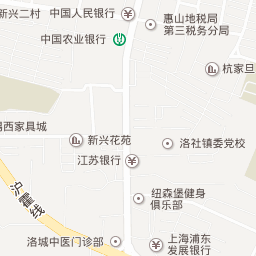 新兴二村
中国人民银行
惠山地税局
第三税务分局
中国农业银行
杭家旦
西家具城
新兴花苑
洛社镇委党校
江苏银行
沪霍线
纽森堡健身
俱乐部
洛城中医门诊部
上海浦东
发展银行